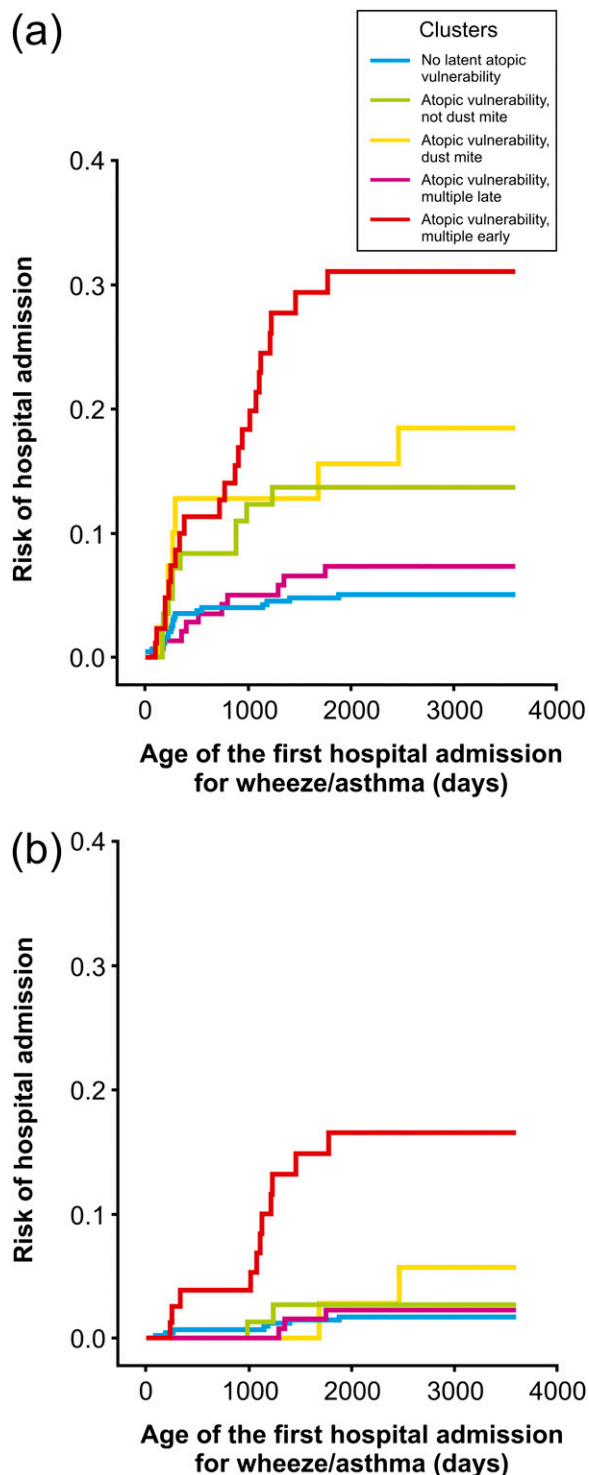 (a)
Clusters
No latent atopic
vulnerability
Atopic vulnerability,
not dust mite
Atopic vulnerability,
dust mite
Atopic vulnerability,
multiple late
Atopic vulnerability,
multiple early
Risk of hospital admission
0.4
0.3
0.2
0.1
0.0
0 1000 2000 3000 4000
Age of the first hospital admission
for wheeze/asthma (days)
(b)
Risk of hospital admission
0.4
0.3
0.2
0.1
0.0
0 1000 2000 3000 4000
Age of the first hospital admission
for wheeze/asthma (days)